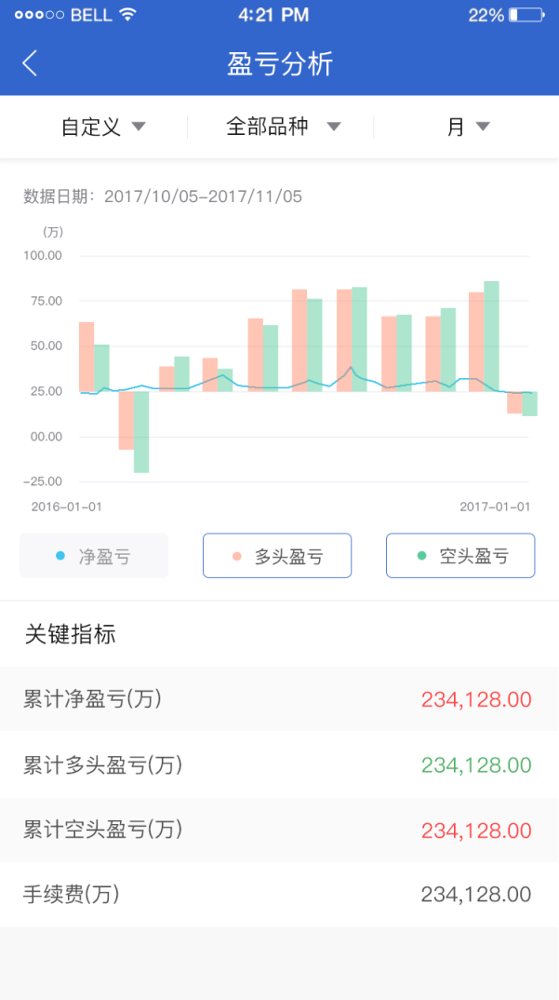 BELL 4:21 PM 22%
盈亏分析
自定义 全部品种 月
数据日期：2017/10/05-2017/11/05
(万)
100.00
75.00
50.00
25.00
00.00
-25.00
2016-01-01 2017-01-01
净盈亏 多头盈亏 空头盈亏
关键指标
累计净盈亏(万) 234,128.00
累计多头盈亏(万) 234,128.00
累计空头盈亏(万) 234,128.00
手续费(万) 234,128.00